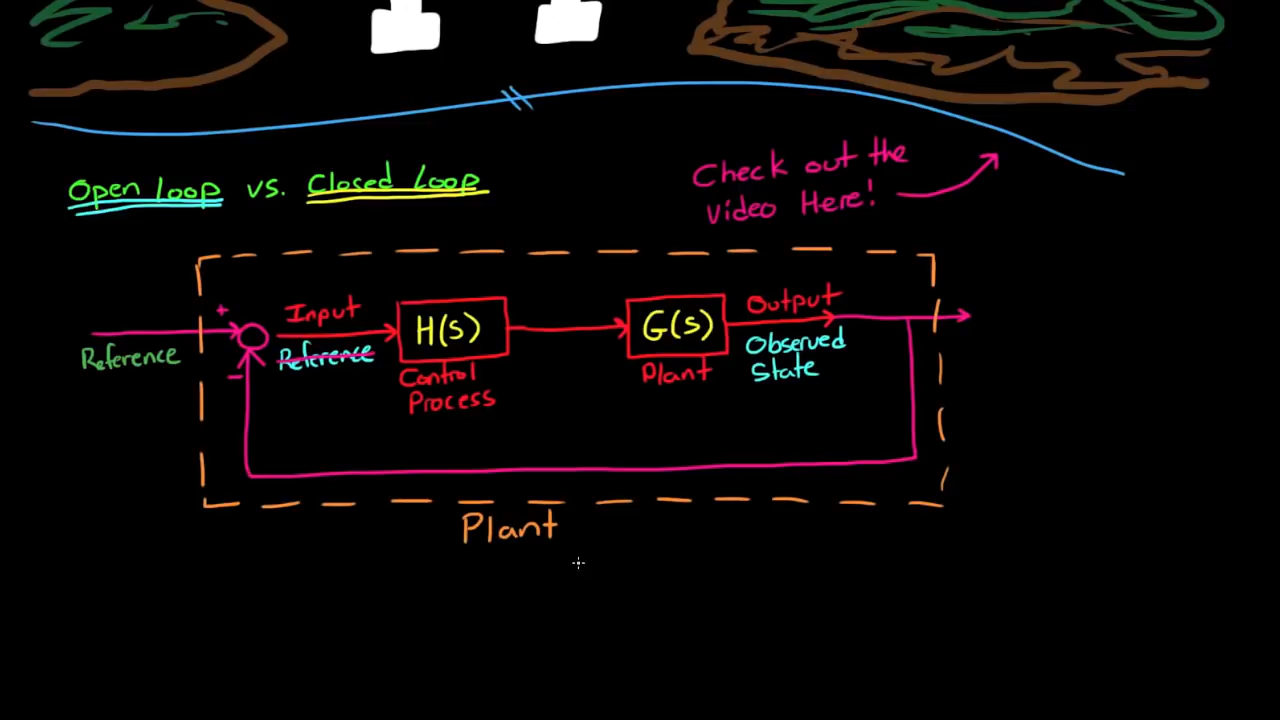 Open loop vs. Closed Loop
Check out the
video Here!
+
Input
Output
H(s)
G(s)
Reference
Reference
Observed
State
−
Control
Process
Plant
Plant